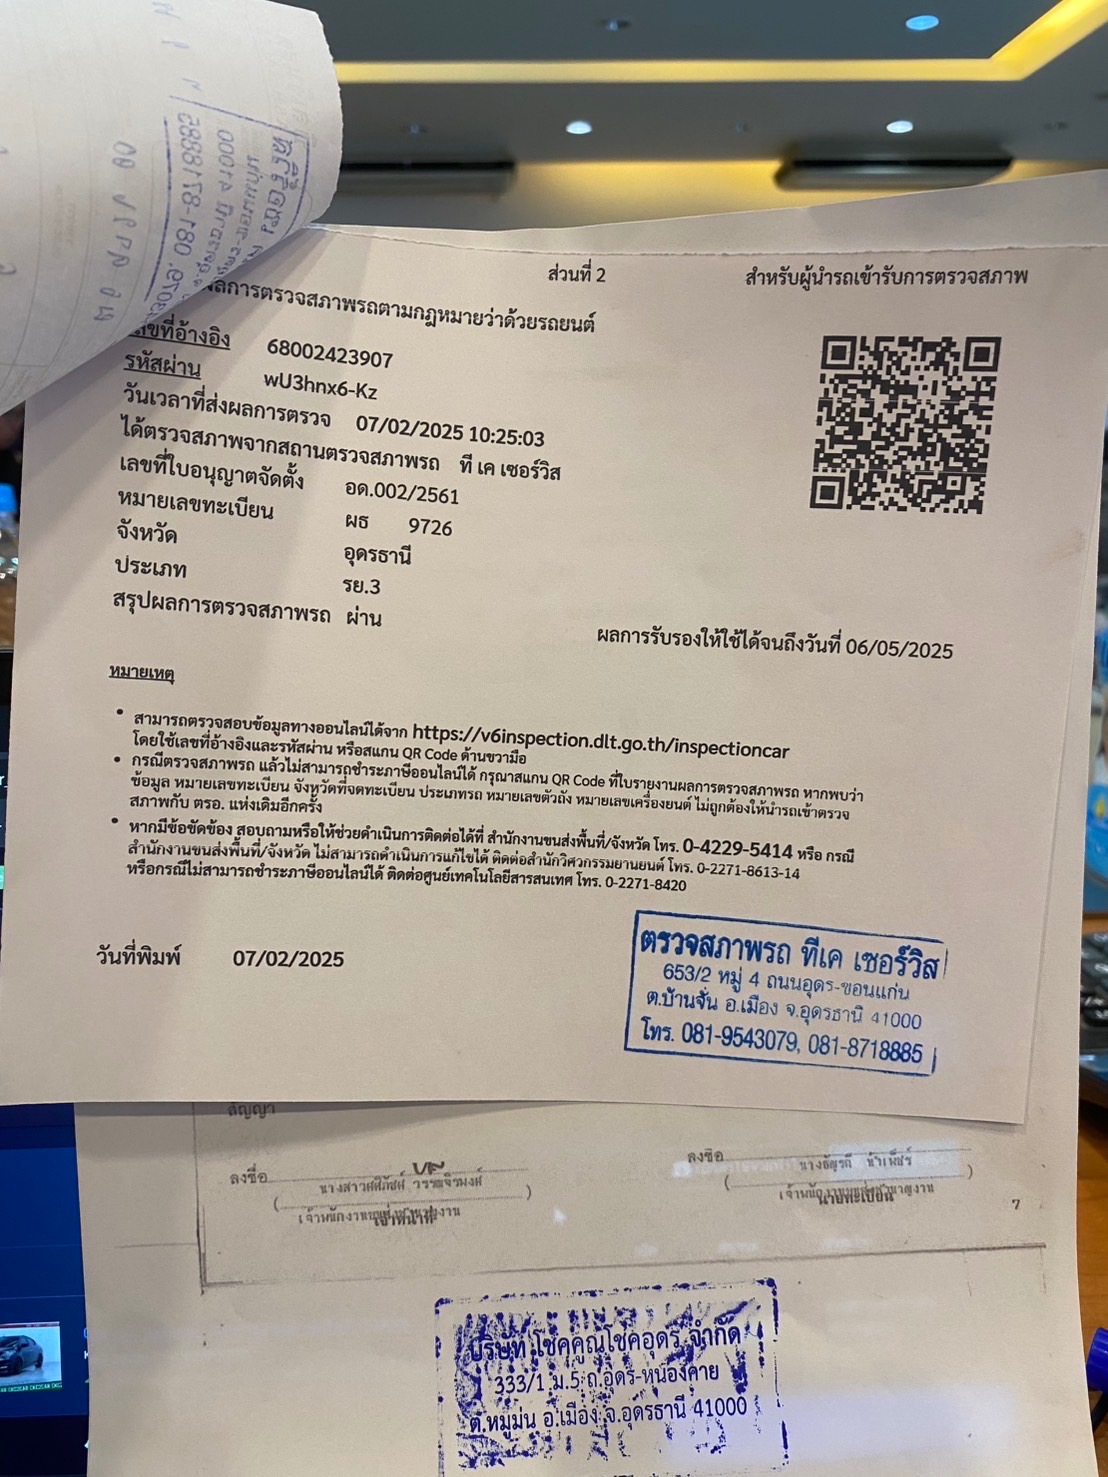 ส่วนที่ 2
สำหรับผู้นำรถเข้ารับการตรวจสภาพ
ผลการตรวจสภาพรถตามกฎหมายว่าด้วยรถยนต์
เลขที่อ้างอิง 68002423907
รหัสผ่าน wU3hnx6-Kz
วันเวลาที่ส่งผลการตรวจ 07/02/2025 10:25:03
ได้ตรวจสภาพจากสถานตรวจสภาพรถ ที เค เซอร์วิส
เลขที่ใบอนุญาตจัดตั้ง อด.002/2561
หมายเลขทะเบียน ผธ 9726
จังหวัด อุดรธานี
ประเภท รย.3
สรุปผลการตรวจสภาพรถ ผ่าน
ผลการรับรองให้ใช้ได้จนถึงวันที่ 06/05/2025
หมายเหตุ
• สามารถตรวจสอบข้อมูลทางออนไลน์ได้จาก https://v6inspection.dlt.go.th/inspectioncar
โดยใช้เลขที่อ้างอิงและรหัสผ่าน หรือสแกน QR Code ด้านขวามือ
• กรณีตรวจสภาพรถ แล้วไม่สามารถชำระภาษีออนไลน์ได้ กรุณาสแกน QR Code ที่ใบรายงานผลการตรวจสภาพรถ หากพบว่า
ข้อมูล หมายเลขทะเบียน จังหวัดที่จดทะเบียน ประเภทรถ หมายเลขตัวถัง หมายเลขเครื่องยนต์ ไม่ถูกต้องให้นำรถเข้าตรวจ
สภาพกับ ตรอ. แห่งเดิมอีกครั้ง
• หากมีข้อขัดข้อง สอบถามหรือให้ช่วยดำเนินการติดต่อได้ที่ สำนักงานขนส่งพื้นที่/จังหวัด โทร. 0-4229-5414 หรือ กรณี
สำนักงานขนส่งพื้นที่/จังหวัด ไม่สามารถดำเนินการแก้ไขได้ ติดต่อสำนักวิศวกรรมยานยนต์ โทร. 0-2271-8613-14
หรือกรณีไม่สามารถชำระภาษีออนไลน์ได้ ติดต่อศูนย์เทคโนโลยีสารสนเทศ โทร. 0-2271-8420
วันที่พิมพ์ 07/02/2025
ตรวจสภาพรถ ทีเค เซอร์วิส
653/2 หมู่ 4 ถนนอุดร-ขอนแก่น
ต.บ้านจั่น อ.เมือง จ.อุดรธานี 41000
โทร. 081-9543079, 081-8718885
สัญญา
ลงชื่อ
ลงชื่อ
7
บริษัท โชคคูณโชคอุดร จำกัด
333/1 ม.5 ถ.อุดร-หนองคาย
ต.หมูม่น อ.เมือง จ.อุดรธานี 41000